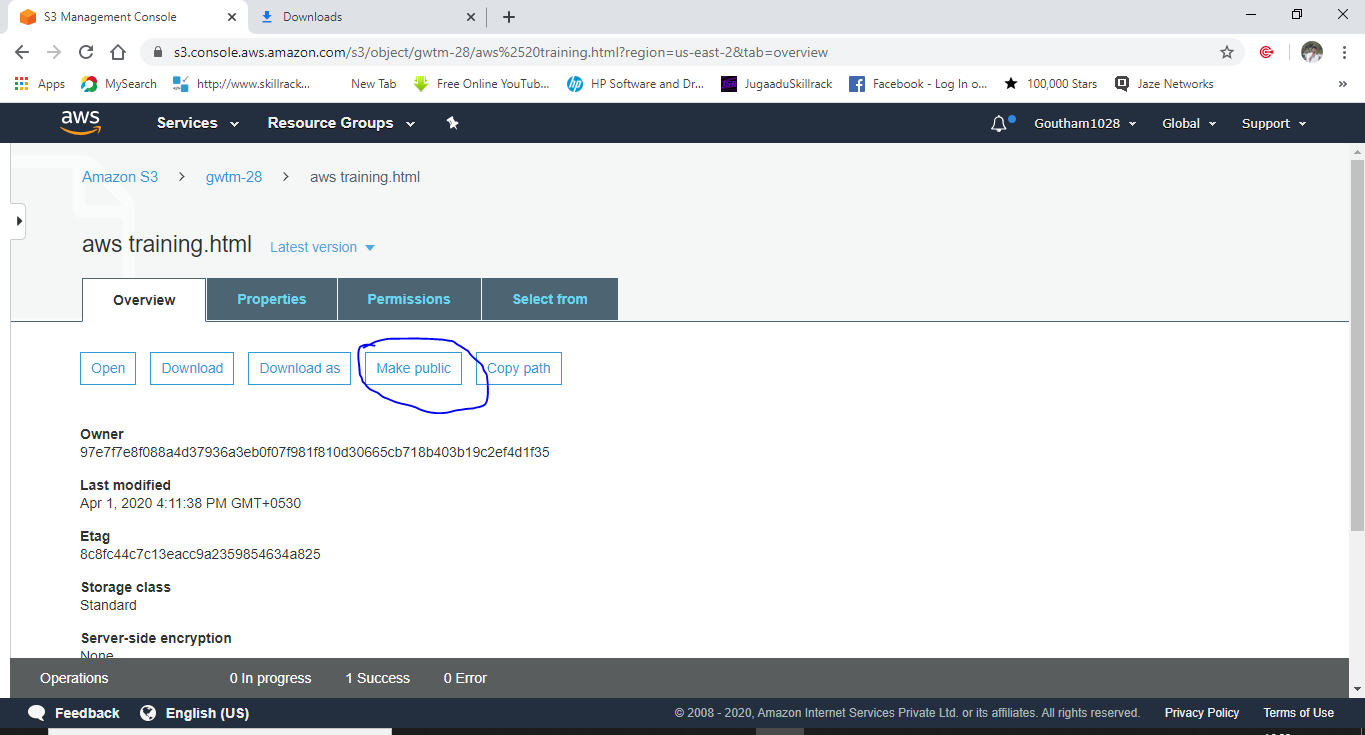 S3 Management Console
Downloads
s3.console.aws.amazon.com/s3/object/gwtm-28/aws%2520training.html?region=us-east-2&tab=overview
Apps MySearch http://www.skillrack... New Tab Free Online YouTub... HP Software and Dr... JugaaduSkillrack Facebook - Log In o... 100,000 Stars Jaze Networks »
aws Services Resource Groups Goutham1028 Global Support
Amazon S3 > gwtm-28 > aws training.html
aws training.html Latest version
Overview Properties Permissions Select from
Open Download Download as Make public Copy path
Owner
97e7f7e8f088a4d37936a3eb0f07f981f810d30665cb718b403b19c2ef4d1f35
Last modified
Apr 1, 2020 4:11:38 PM GMT+0530
Etag
8c8fc44c7c13eacc9a2359854634a825
Storage class
Standard
Server-side encryption
None
Operations 0 In progress 1 Success 0 Error
Feedback English (US) © 2008 - 2020, Amazon Internet Services Private Ltd. or its affiliates. All rights reserved. Privacy Policy Terms of Use